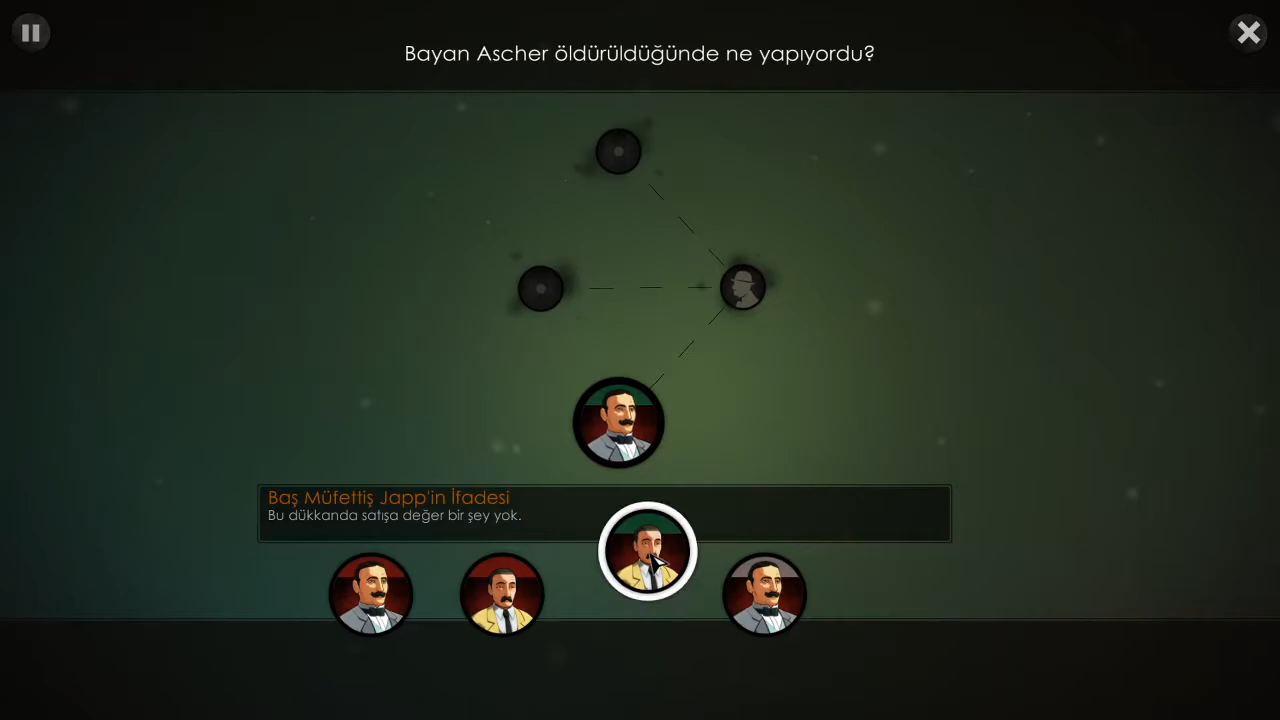 Bayan Ascher öldürüldüğünde ne yapıyordu?
Baş Müfettiş Japp'in İfadesi
Bu dükkanda satışa değer bir şey yok.